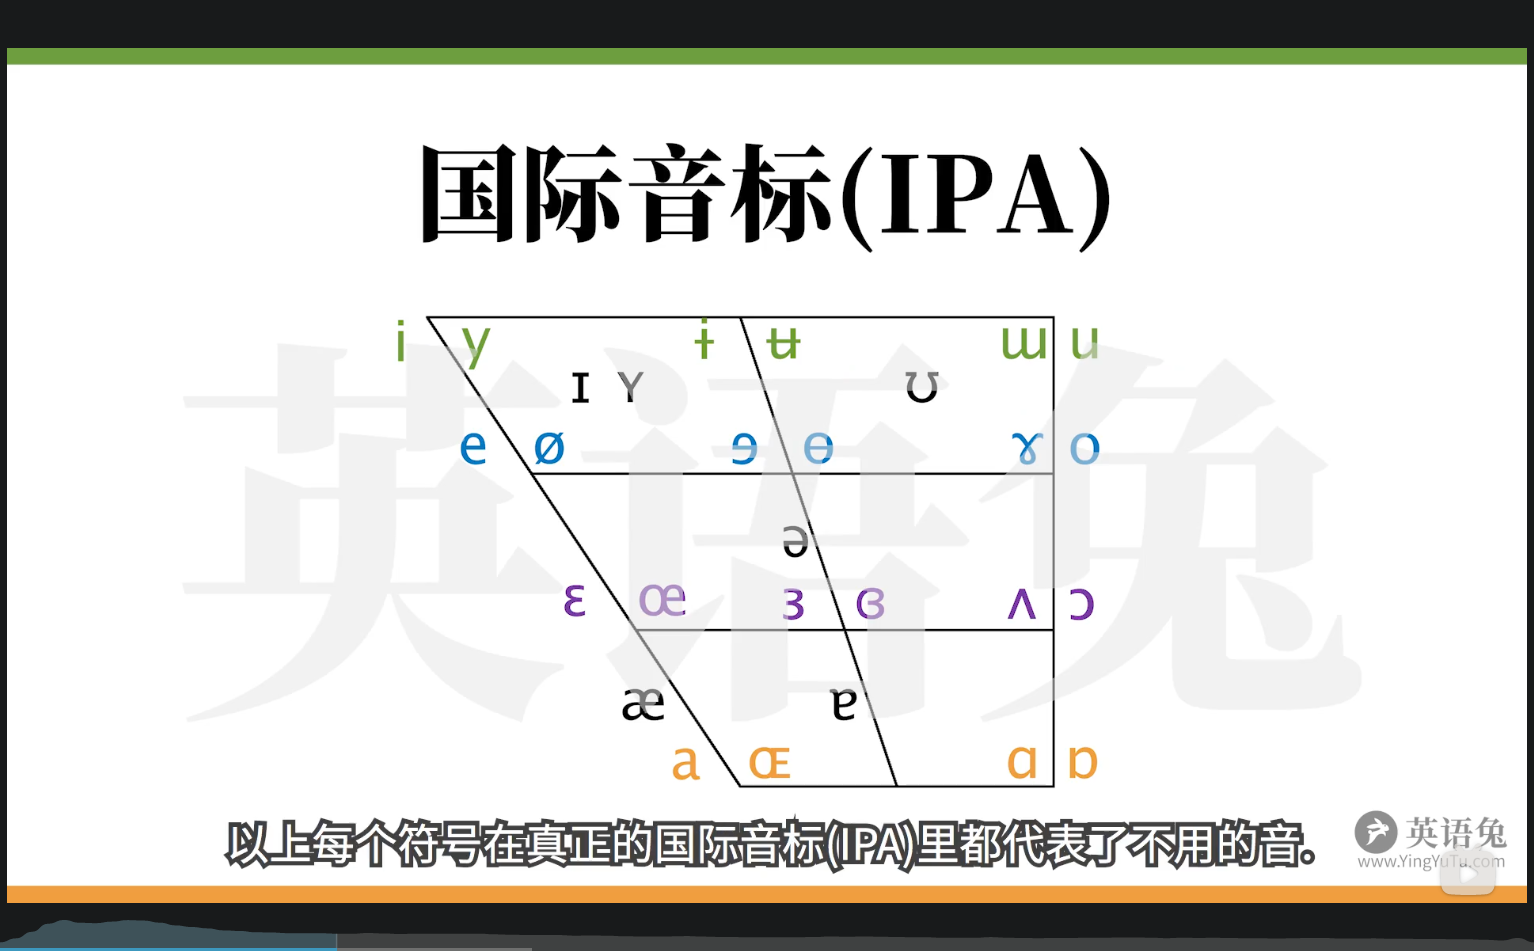 国际音标(IPA)
i y ɨ ʉ ɯ u
ɪ ʏ ʊ
e ø ɘ ɵ ɤ o
ə
ɛ œ ɜ ɞ ʌ ɔ
æ ɐ
a ɶ ɑ ɒ
英语兔
以上每个符号在真正的国际音标(IPA)里都代表了不用的音。
英语兔
www.YingYuTu.com